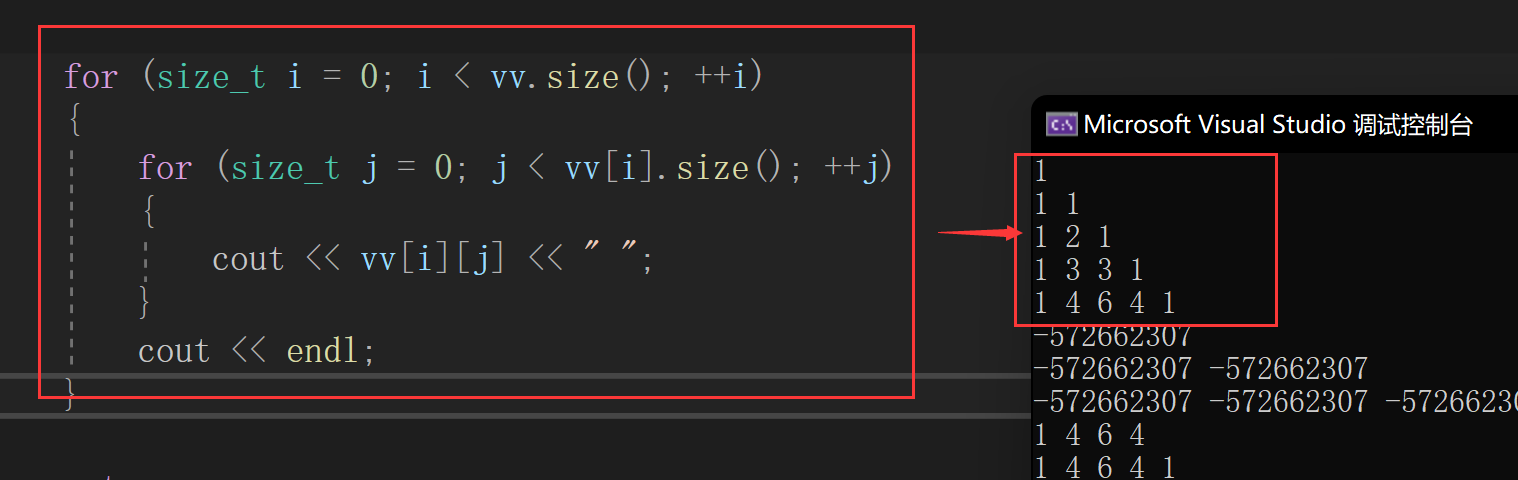 for (size_t i = 0; i < vv.size(); ++i)
{
for (size_t j = 0; j < vv[i].size(); ++j)
{
cout << vv[i][j] << " ";
}
cout << endl;
}
Microsoft Visual Studio 调试控制台
1
1 1
1 2 1
1 3 3 1
1 4 6 4 1
-572662307
-572662307 -572662307
-572662307 -572662307 -57266230
1 4 6 4
1 4 6 4 1